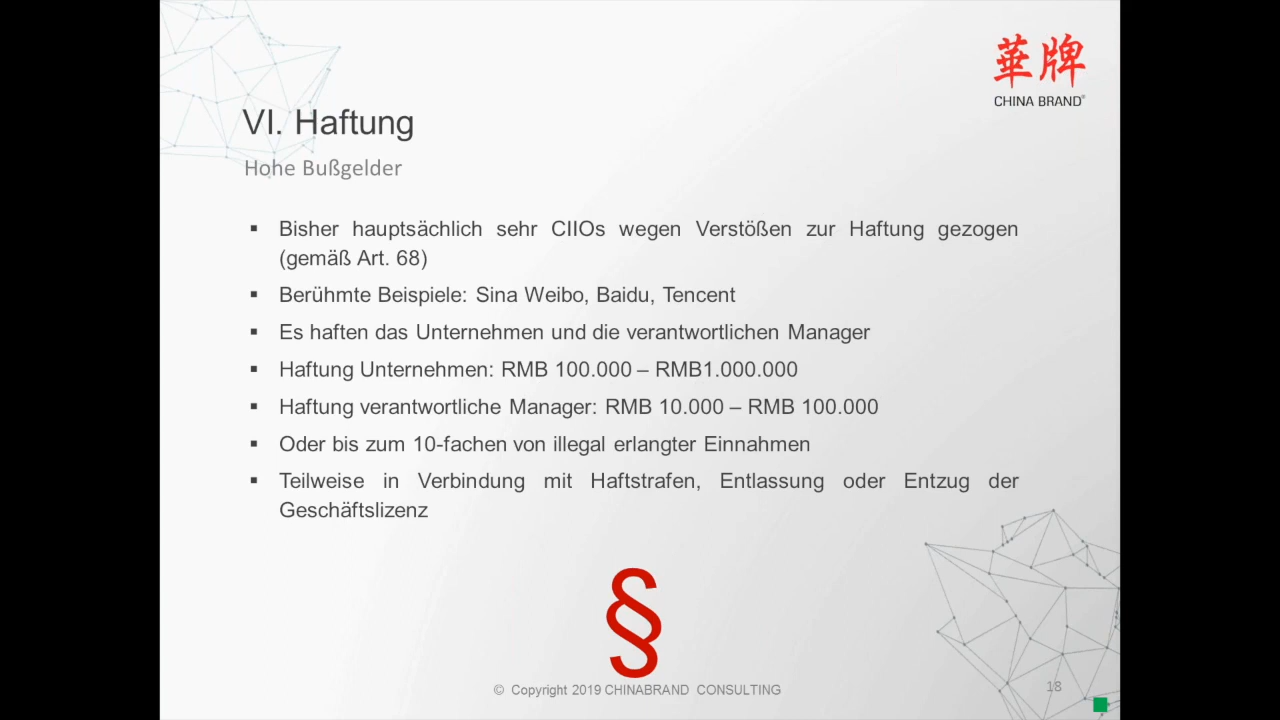 華牌
CHINA BRAND®
VI. Haftung
Hohe Bußgelder
▪ Bisher hauptsächlich sehr CIIOs wegen Verstößen zur Haftung gezogen
(gemäß Art. 68)
▪ Berühmte Beispiele: Sina Weibo, Baidu, Tencent
▪ Es haften das Unternehmen und die verantwortlichen Manager
▪ Haftung Unternehmen: RMB 100.000 – RMB1.000.000
▪ Haftung verantwortliche Manager: RMB 10.000 – RMB 100.000
▪ Oder bis zum 10-fachen von illegal erlangter Einnahmen
▪ Teilweise in Verbindung mit Haftstrafen, Entlassung oder Entzug der
Geschäftslizenz
§
© Copyright 2019 CHINABRAND CONSULTING
18